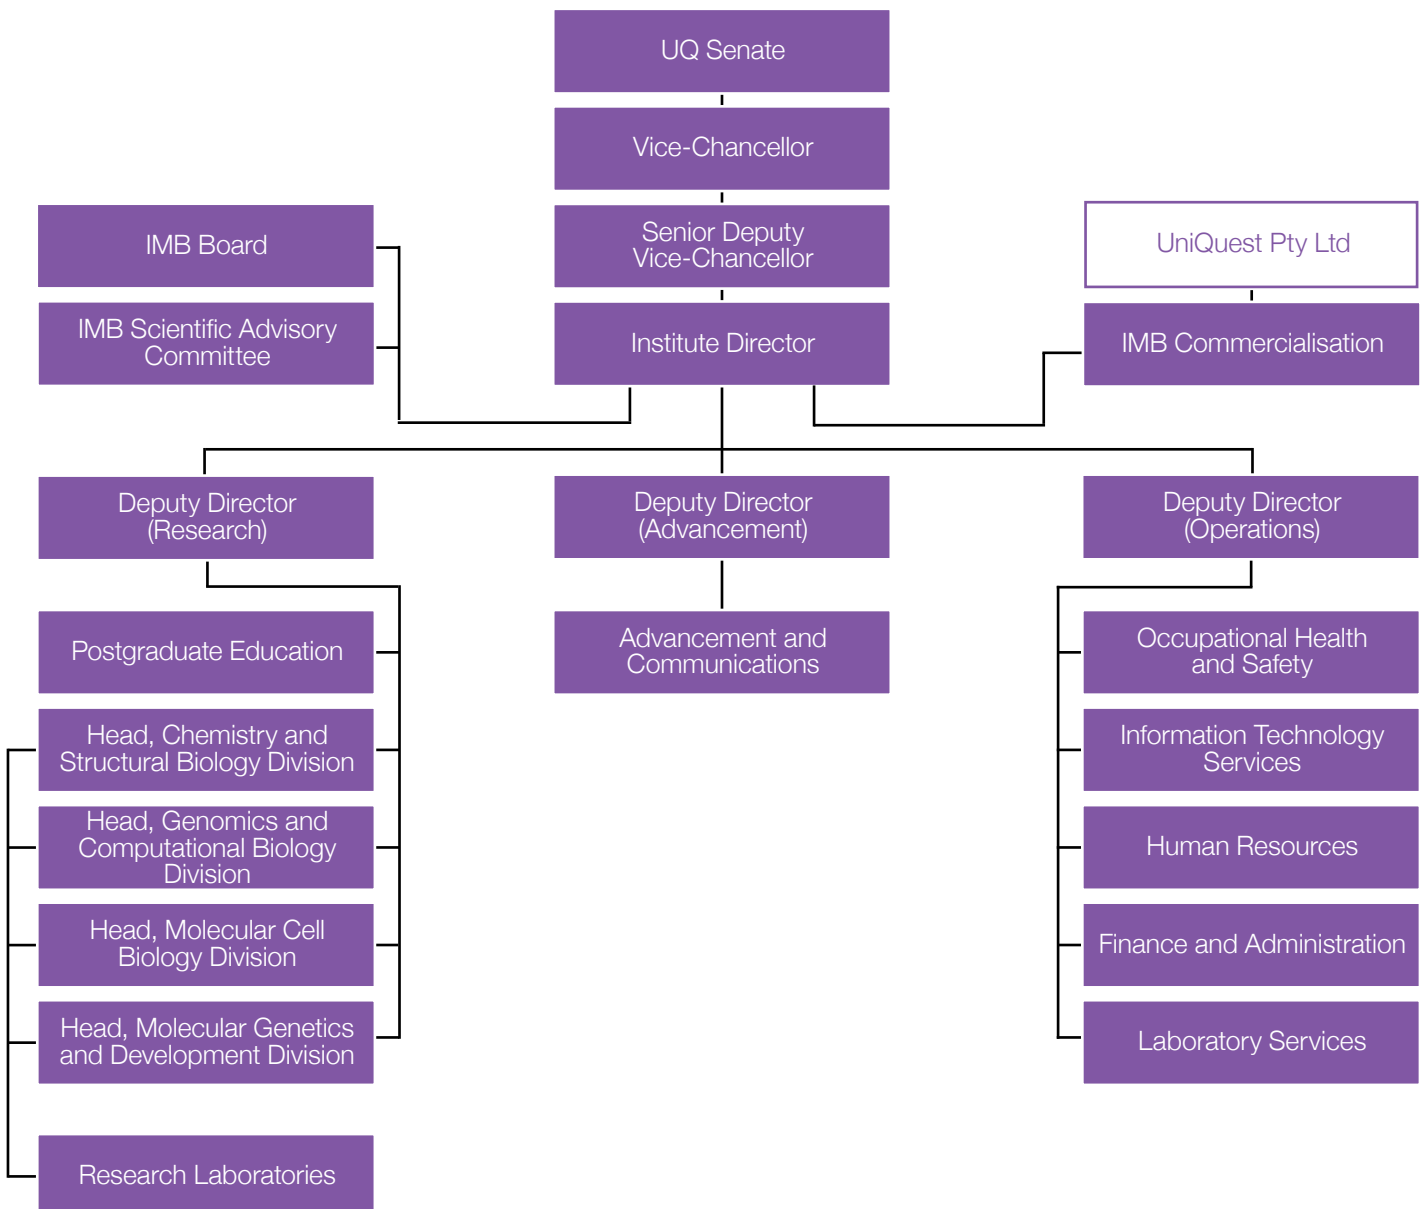 UQ Senate
Vice-Chancellor
IMB Board
Senior Deputy
Vice-Chancellor
UniQuest Pty Ltd
IMB Scientific Advisory
Committee
Institute Director
IMB Commercialisation
Deputy Director
(Research)
Deputy Director
(Advancement)
Deputy Director
(Operations)
Postgraduate Education
Head, Chemistry and
Structural Biology Division
Head, Genomics and
Computational Biology
Division
Head, Molecular Cell
Biology Division
Head, Molecular Genetics
and Development Division
Research Laboratories
Advancement and
Communications
Occupational Health
and Safety
Information Technology
Services
Human Resources
Finance and Administration
Laboratory Services